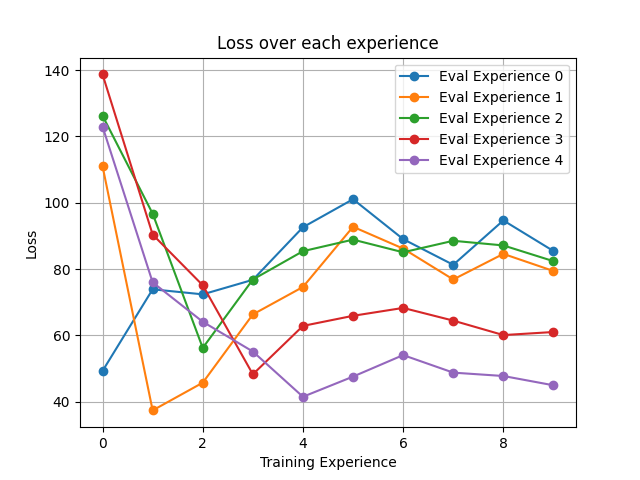 Loss over each experience
140
120
100
80
60
40
Loss
0
2
4
6
8
Training Experience
Eval Experience 0
Eval Experience 1
Eval Experience 2
Eval Experience 3
Eval Experience 4